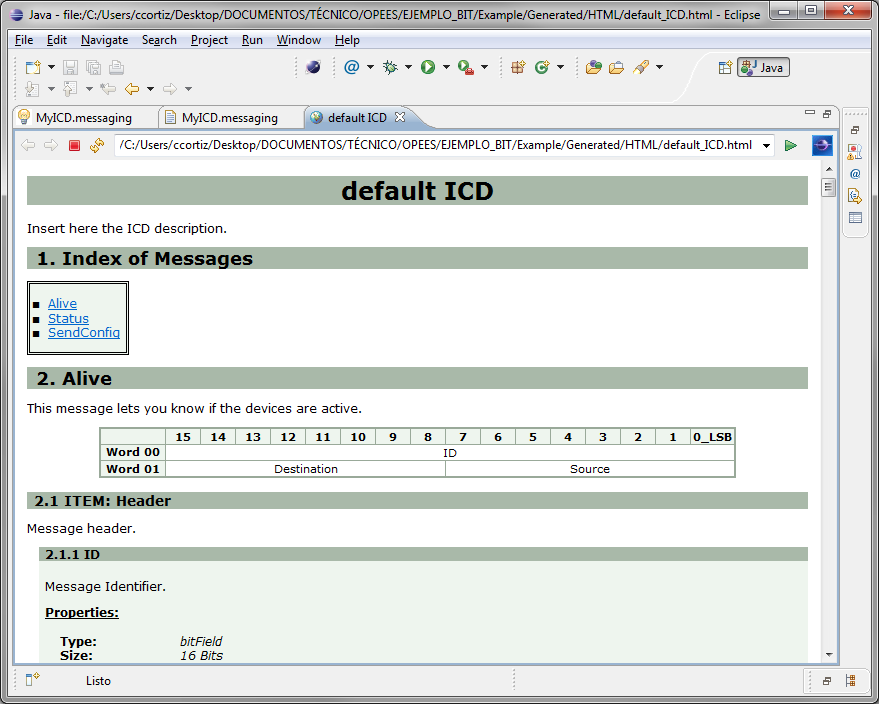 Java - file:/C:/Users/ccortiz/Desktop/DOCUMENTOS/TÉCNICO/OPEES/EJEMPLO_BIT/Example/Generated/HTML/default_ICD.html - Eclipse
File Edit Navigate Search Project Run Window Help
Java
MyICD.messaging MyICD.messaging default ICD
/C:/Users/ccortiz/Desktop/DOCUMENTOS/TÉCNICO/OPEES/EJEMPLO_BIT/Example/Generated/HTML/default_ICD.html
default ICD
Insert here the ICD description.
1. Index of Messages
Alive
Status
SendConfig
2. Alive
This message lets you know if the devices are active.
15 14 13 12 11 10 9 8 7 6 5 4 3 2 1 0_LSB
Word 00 ID
Word 01 Destination Source
2.1 ITEM: Header
Message header.
2.1.1 ID
Message Identifier.
Properties:
Type: bitField
Size: 16 Bits
Listo